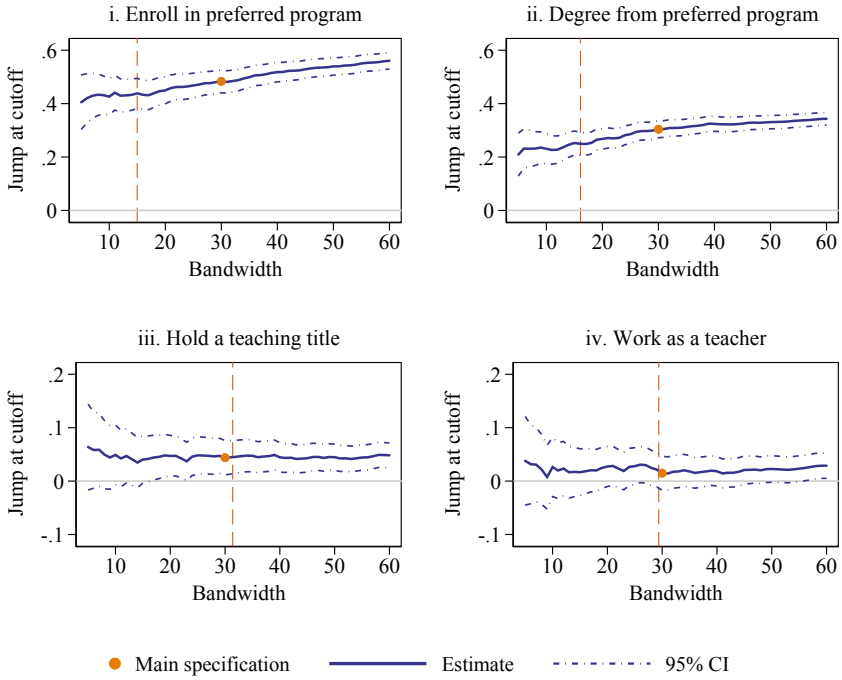 i. Enroll in preferred program
Jump at cutoff
.6
.4
.2
0
10 20 30 40 50 60
Bandwidth
ii. Degree from preferred program
Jump at cutoff
.6
.4
.2
0
10 20 30 40 50 60
Bandwidth
iii. Hold a teaching title
Jump at cutoff
.2
.1
0
-.1
10 20 30 40 50 60
Bandwidth
iv. Work as a teacher
Jump at cutoff
.2
.1
0
-.1
10 20 30 40 50 60
Bandwidth
Main specification Estimate 95% CI